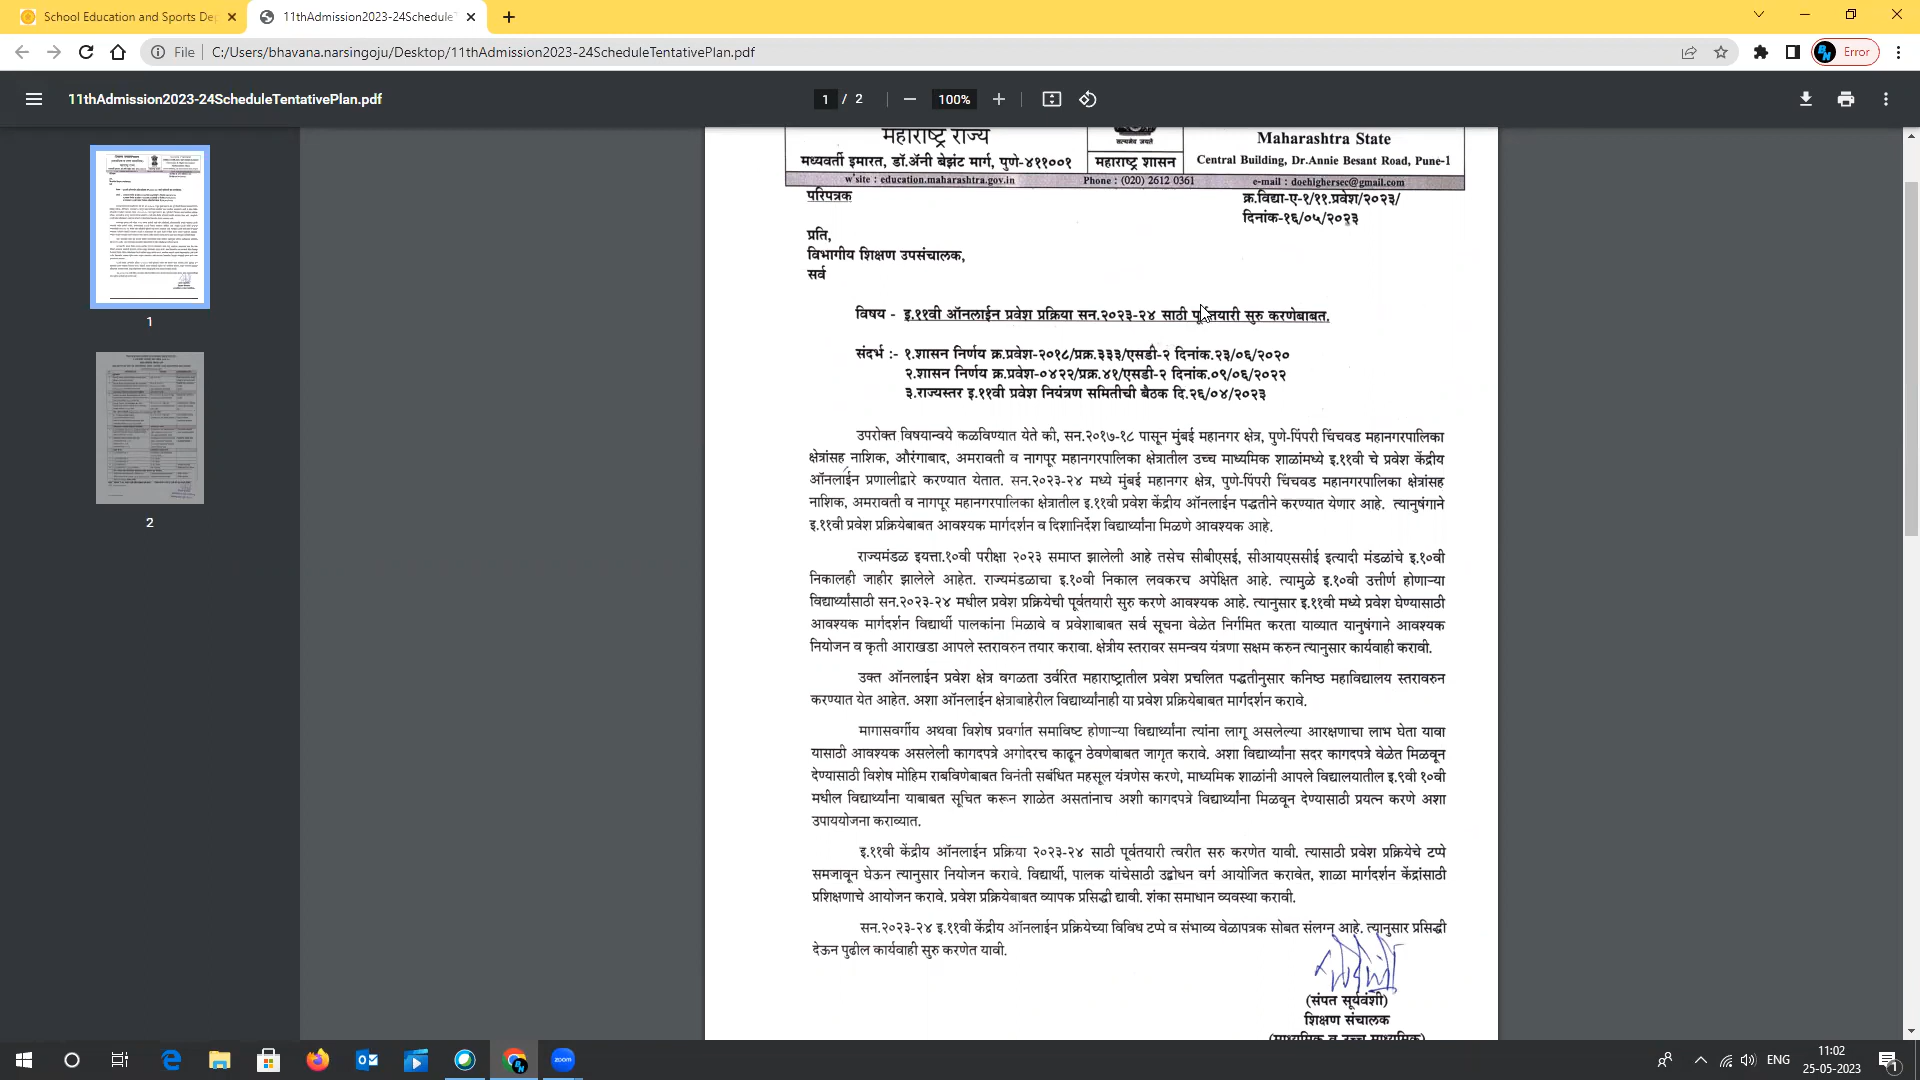 School Education and Sports De
11thAdmission2023-24Schedule
File
C:/Users/bhavana.narsingoju/Desktop/11thAdmission2023-24ScheduleTentativePlan.pdf
Error
11thAdmission2023-24ScheduleTentativePlan.pdf
1 / 2
100%
महाराष्ट्र राज्य
सत्यमेव जयते
Maharashtra State
मध्यवर्ती इमारत, डॉ.ॲनी बेझंट मार्ग, पुणे-४११००१
महाराष्ट्र शासन
Central Building, Dr.Annie Besant Road, Pune-1
w'site : education.maharashtra.gov.in
Phone : (020) 2612 0361
e-mail : doehighersec@gmail.com
परिपत्रक
क्र.विद्या-ए-१/११.प्रवेश/२०२३/
दिनांक-१६/०५/२०२३
प्रति,
विभागीय शिक्षण उपसंचालक,
सर्व
विषय - इ.११वी ऑनलाईन प्रवेश प्रक्रिया सन.२०२३-२४ साठी पूर्वतयारी सुरु करणेबाबत.
संदर्भ :- १.शासन निर्णय क्र.प्रवेश-२०१८/प्रक्र.३३३/एसडी-२ दिनांक.२३/०६/२०२०
२.शासन निर्णय क्र.प्रवेश-०४२२/प्रक्र.४१/एसडी-२ दिनांक.०९/०६/२०२२
३.राज्यस्तर इ.११वी प्रवेश नियंत्रण समितीची बैठक दि.२६/०४/२०२३
उपरोक्त विषयान्वये कळविण्यात येते की, सन.२०१७-१८ पासून मुंबई महानगर क्षेत्र, पुणे-पिंपरी चिंचवड महानगरपालिका
क्षेत्रांसह नाशिक, औरंगाबाद, अमरावती व नागपूर महानगरपालिका क्षेत्रातील उच्च माध्यमिक शाळांमध्ये इ.११वी चे प्रवेश केंद्रीय
ऑनलाईन प्रणालीद्वारे करण्यात येतात. सन.२०२३-२४ मध्ये मुंबई महानगर क्षेत्र, पुणे-पिंपरी चिंचवड महानगरपालिका क्षेत्रांसह
नाशिक, अमरावती व नागपूर महानगरपालिका क्षेत्रातील इ.११वी प्रवेश केंद्रीय ऑनलाईन पद्धतीने करण्यात येणार आहे. त्यानुषंगाने
इ.११वी प्रवेश प्रक्रियेबाबत आवश्यक मार्गदर्शन व दिशानिर्देश विद्यार्थ्यांना मिळणे आवश्यक आहे.
राज्यमंडळ इयत्ता.१०वी परीक्षा २०२३ समाप्त झालेली आहे तसेच सीबीएसई, सीआयएससीई इत्यादी मंडळांचे इ.१०वी
निकालही जाहीर झालेले आहेत. राज्यमंडळाचा इ.१०वी निकाल लवकरच अपेक्षित आहे. त्यामुळे इ.१०वी उत्तीर्ण होणाऱ्या
विद्यार्थ्यांसाठी सन.२०२३-२४ मधील प्रवेश प्रक्रियेची पूर्वतयारी सुरु करणे आवश्यक आहे. त्यानुसार इ.११वी मध्ये प्रवेश घेण्यासाठी
आवश्यक मार्गदर्शन विद्यार्थी पालकांना मिळावे व प्रवेशाबाबत सर्व सूचना वेळेत निर्गमित करता याव्यात यानुषंगाने आवश्यक
नियोजन व कृती आराखडा आपले स्तरावरुन तयार करावा. क्षेत्रीय स्तरावर समन्वय यंत्रणा सक्षम करुन त्यानुसार कार्यवाही करावी.
उक्त ऑनलाईन प्रवेश क्षेत्र वगळता उर्वरित महाराष्ट्रातील प्रवेश प्रचलित पद्धतीनुसार कनिष्ठ महाविद्यालय स्तरावरुन
करण्यात येत आहेत. अशा ऑनलाईन क्षेत्राबाहेरील विद्यार्थ्यांनाही या प्रवेश प्रक्रियेबाबत मार्गदर्शन करावे.
मागासवर्गीय अथवा विशेष प्रवर्गात समाविष्ट होणाऱ्या विद्यार्थ्यांना त्यांना लागू असलेल्या आरक्षणाचा लाभ घेता यावा
यासाठी आवश्यक असलेली कागदपत्रे अगोदरच काढून ठेवणेबाबत जागृत करावे. अशा विद्यार्थ्यांना सदर कागदपत्रे वेळेत मिळवून
देण्यासाठी विशेष मोहिम राबविणेबाबत विनंती सबंधित महसूल यंत्रणेस करणे, माध्यमिक शाळांनी आपले विद्यालयातील इ.९वी १०वी
मधील विद्यार्थ्यांना याबाबत सूचित करून शाळेत असतांनाच अशी कागदपत्रे विद्यार्थ्यांना मिळवून देण्यासाठी प्रयत्न करणे अशा
उपाययोजना कराव्यात.
इ.११वी केंद्रीय ऑनलाईन प्रक्रिया २०२३-२४ साठी पूर्वतयारी त्वरीत सरु करणेत यावी. त्यासाठी प्रवेश प्रक्रियेचे टप्पे
समजावून घेऊन त्यानुसार नियोजन करावे. विद्यार्थी, पालक यांचेसाठी उद्बोधन वर्ग आयोजित करावेत, शाळा मार्गदर्शन केंद्रांसाठी
प्रशिक्षणाचे आयोजन करावे. प्रवेश प्रक्रियेबाबत व्यापक प्रसिद्धी द्यावी. शंका समाधान व्यवस्था करावी.
सन.२०२३-२४ इ.११वी केंद्रीय ऑनलाईन प्रक्रियेच्या विविध टप्पे व संभाव्य वेळापत्रक सोबत संलग्न आहे. त्यानुसार प्रसिद्धी
देऊन पुढील कार्यवाही सुरु करणेत यावी.
(संपत सूर्यवंशी)
शिक्षण संचालक
(माध्यमिक व उच्च माध्यमिक)
1
2
ENG
11:02
25-05-2023
zoom